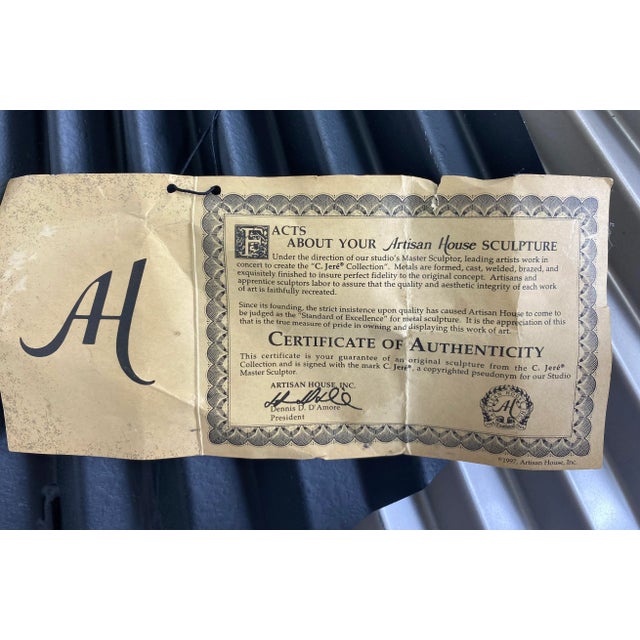 AH
FACTS
ABOUT YOUR Artisan House SCULPTURE
Under the direction of our studio's Master Sculptor, leading artists work in
concert to create the "C. Jeré® Collection". Metals are formed, cast, welded, brazed, and
exquisitely finished to insure perfect fidelity to the original concept. Artisans and
apprentice sculptors labor to assure that the quality and aesthetic integrity of each work
of art is faithfully recreated.
Since its founding, the strict insistence upon quality has caused Artisan House to come to
be judged as the "Standard of Excellence" for metal sculpture. It is the appreciation of this
that is the true measure of pride in owning and displaying this work of art.
CERTIFICATE OF AUTHENTICITY
This certificate is your guarantee of an original sculpture from the C. Jeré®
Collection and is signed with the mark C. Jeré®, a copyrighted pseudonym for our Studio
Master Sculptor.
ARTISAN HOUSE, INC.
Dennis D. D'Amore
President
AH
©1997, Artisan House, Inc.